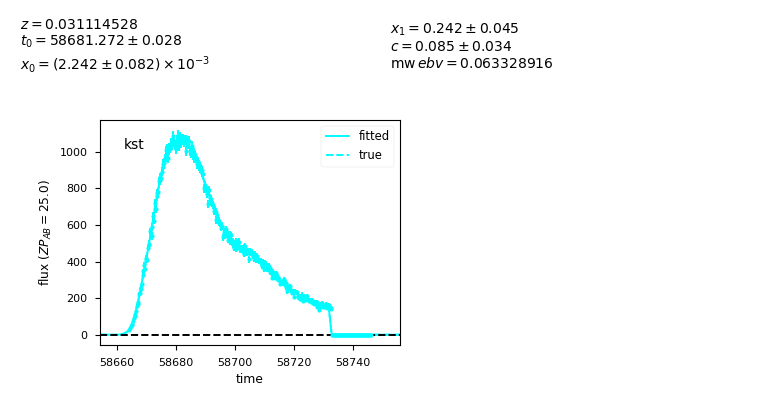 z = 0.031114528
t₀ = 58681.272 ± 0.028
x₀ = (2.242 ± 0.082) × 10⁻³
x₁ = 0.242 ± 0.045
c = 0.085 ± 0.034
mw ebv = 0.063328916
kst
fitted
true
1000
800
600
400
200
0
flux (ZP_AB = 25.0)
58660 58680 58700 58720 58740
time